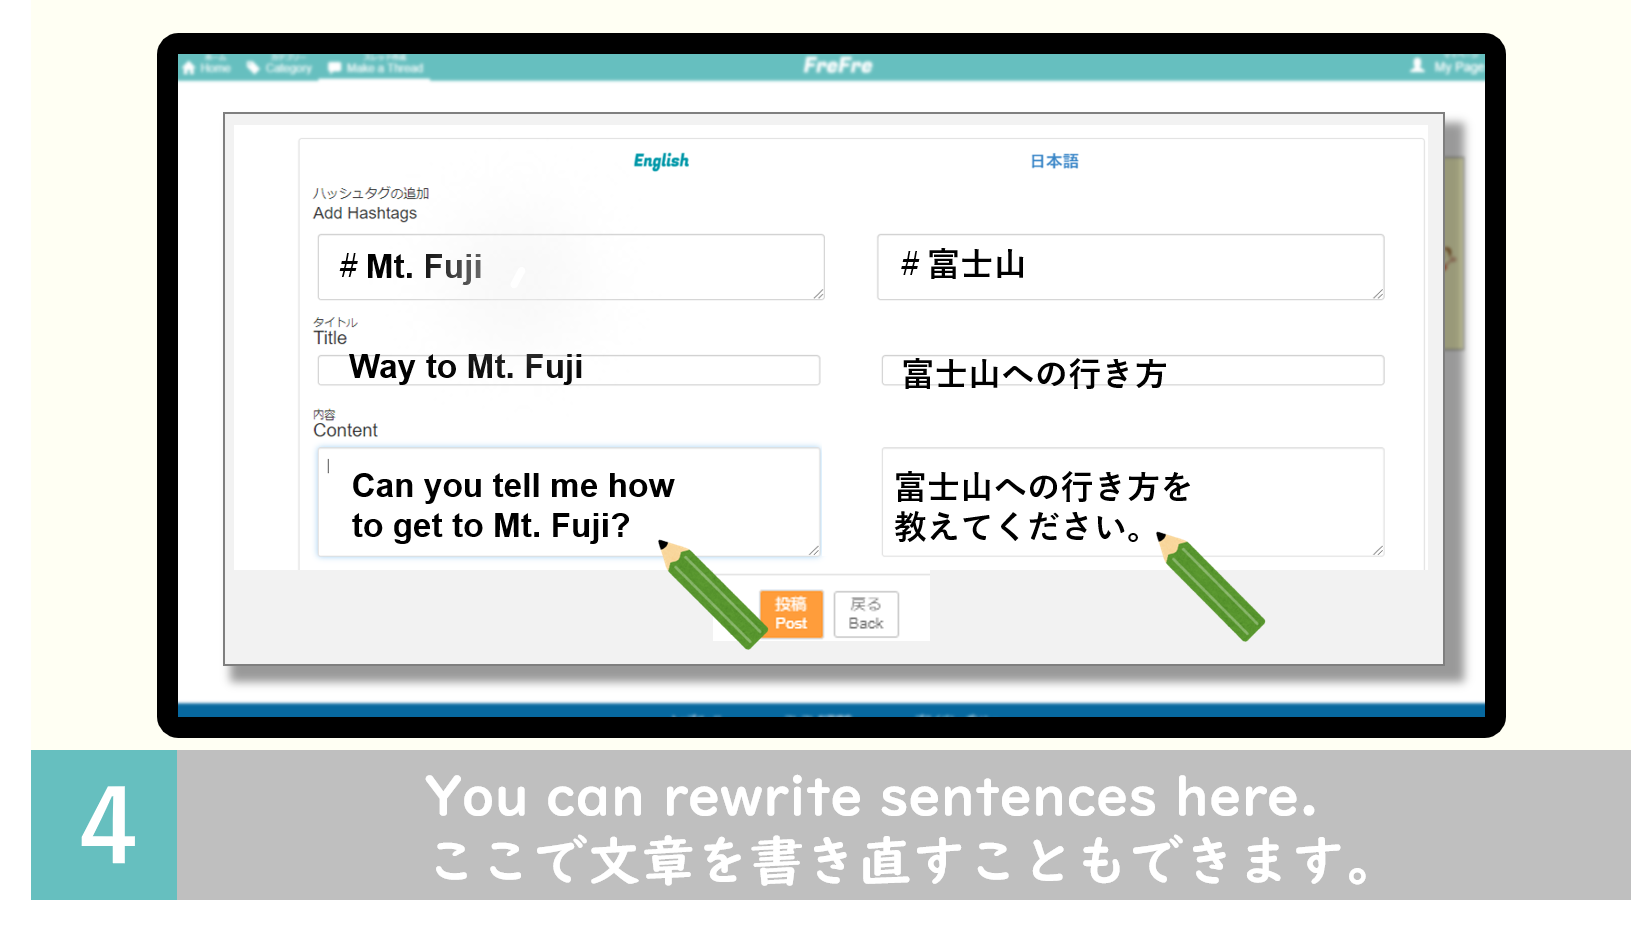 Home Category Make a Thread FreFre My Page
English 日本語
ハッシュタグの追加
Add Hashtags
# Mt. Fuji # 富士山
タイトル
Title
Way to Mt. Fuji 富士山への行き方
内容
Content
Can you tell me how
to get to Mt. Fuji?
富士山への行き方を
教えてください。
投稿 戻る
Post Back
4
You can rewrite sentences here.
ここで文章を書き直すこともできます。